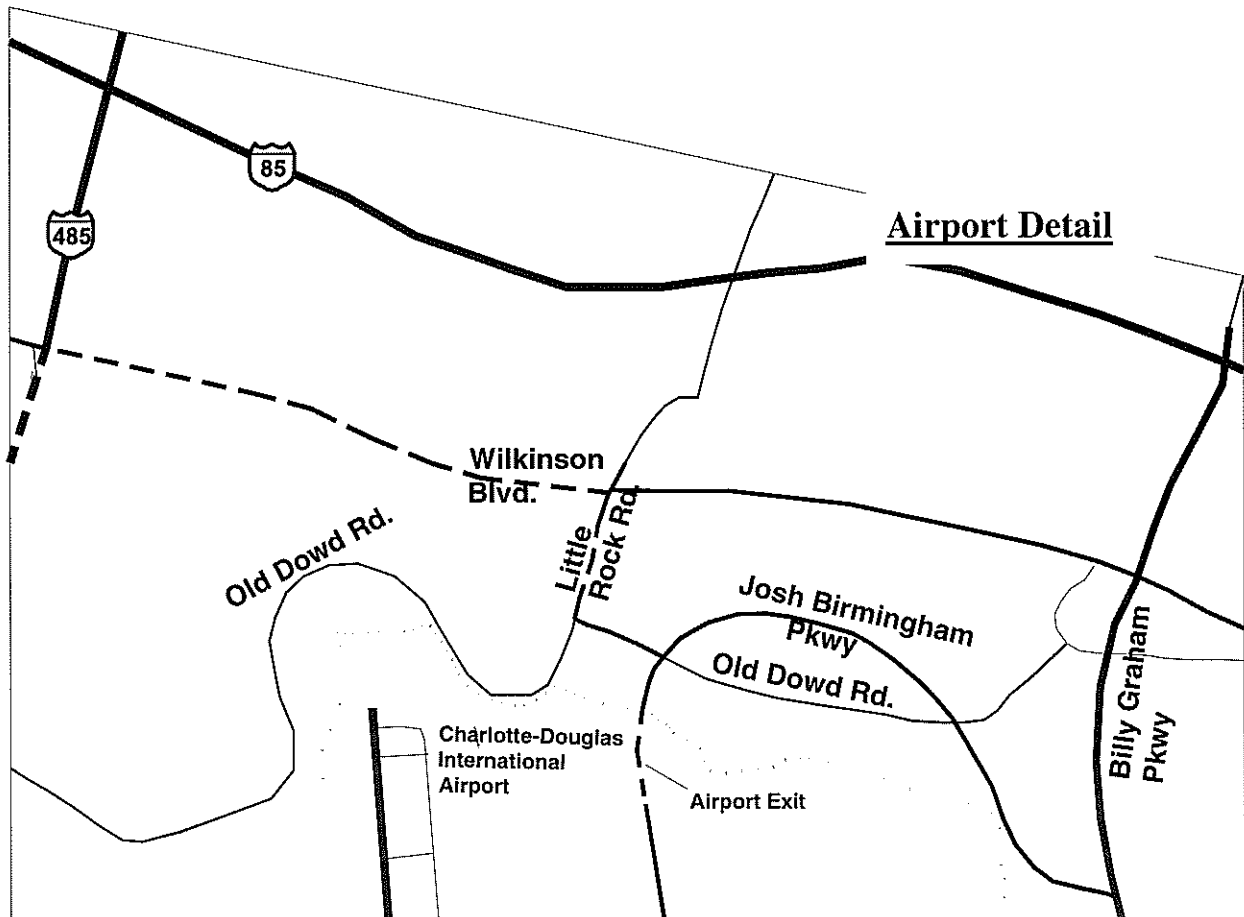 85
485
Airport Detail
Wilkinson
Blvd.
Old Dowd Rd.
Little
Rock Rd.
Josh Birmingham
Pkwy
Old Dowd Rd.
Billy Graham
Pkwy
Charlotte-Douglas
International
Airport
Airport Exit